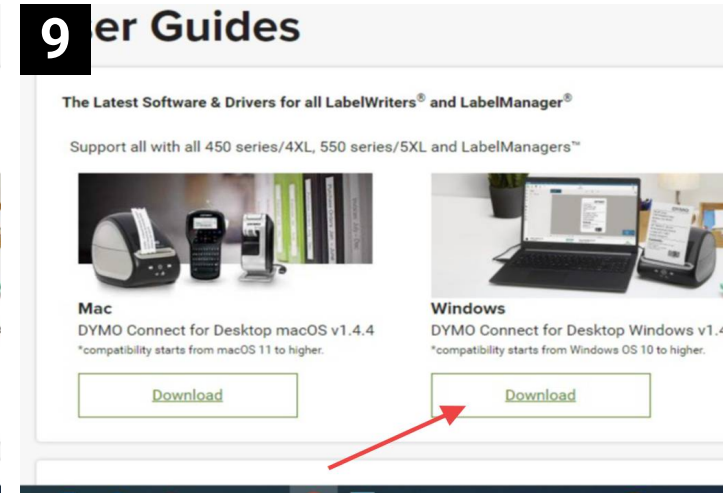 9
er Guides
The Latest Software & Drivers for all LabelWriters® and LabelManager®
Support all with all 450 series/4XL, 550 series/5XL and LabelManagers™
Mac
DYMO Connect for Desktop macOS v1.4.4
*compatibility starts from macOS 11 to higher.
Download
Windows
DYMO Connect for Desktop Windows v1.4
*compatibility starts from Windows OS 10 to higher.
Download